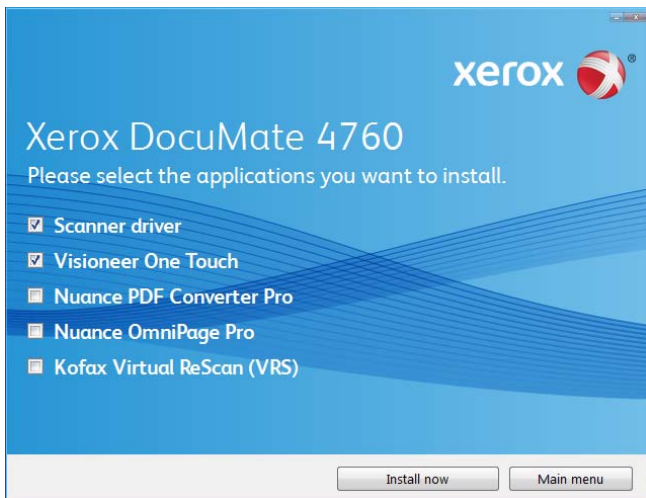 xerox ®
Xerox DocuMate 4760
Please select the applications you want to install.
Scanner driver
Visioneer One Touch
Nuance PDF Converter Pro
Nuance OmniPage Pro
Kofax Virtual ReScan (VRS)
Install now Main menu